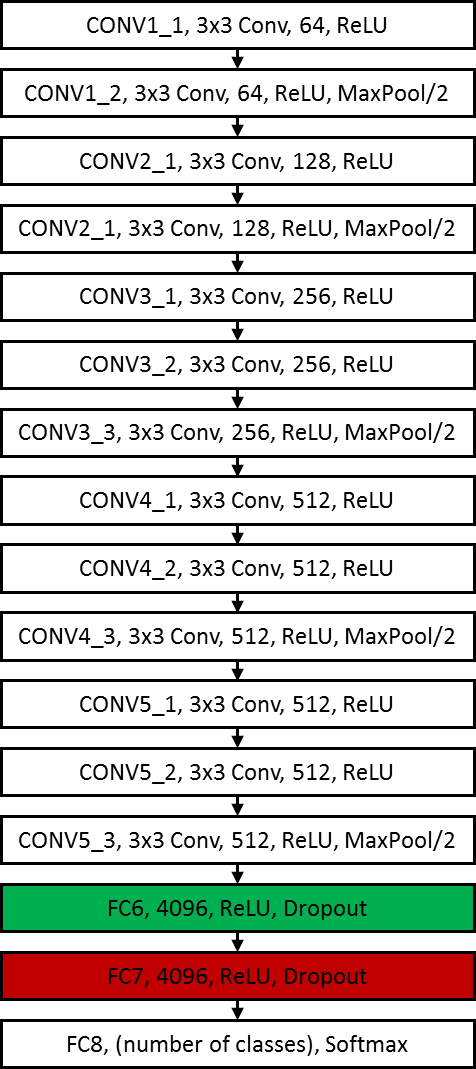 CONV1_1, 3x3 Conv, 64, ReLU
CONV1_2, 3x3 Conv, 64, ReLU, MaxPool/2
CONV2_1, 3x3 Conv, 128, ReLU
CONV2_1, 3x3 Conv, 128, ReLU, MaxPool/2
CONV3_1, 3x3 Conv, 256, ReLU
CONV3_2, 3x3 Conv, 256, ReLU
CONV3_3, 3x3 Conv, 256, ReLU, MaxPool/2
CONV4_1, 3x3 Conv, 512, ReLU
CONV4_2, 3x3 Conv, 512, ReLU
CONV4_3, 3x3 Conv, 512, ReLU, MaxPool/2
CONV5_1, 3x3 Conv, 512, ReLU
CONV5_2, 3x3 Conv, 512, ReLU
CONV5_3, 3x3 Conv, 512, ReLU, MaxPool/2
FC6, 4096, ReLU, Dropout
FC7, 4096, ReLU, Dropout
FC8, (number of classes), Softmax